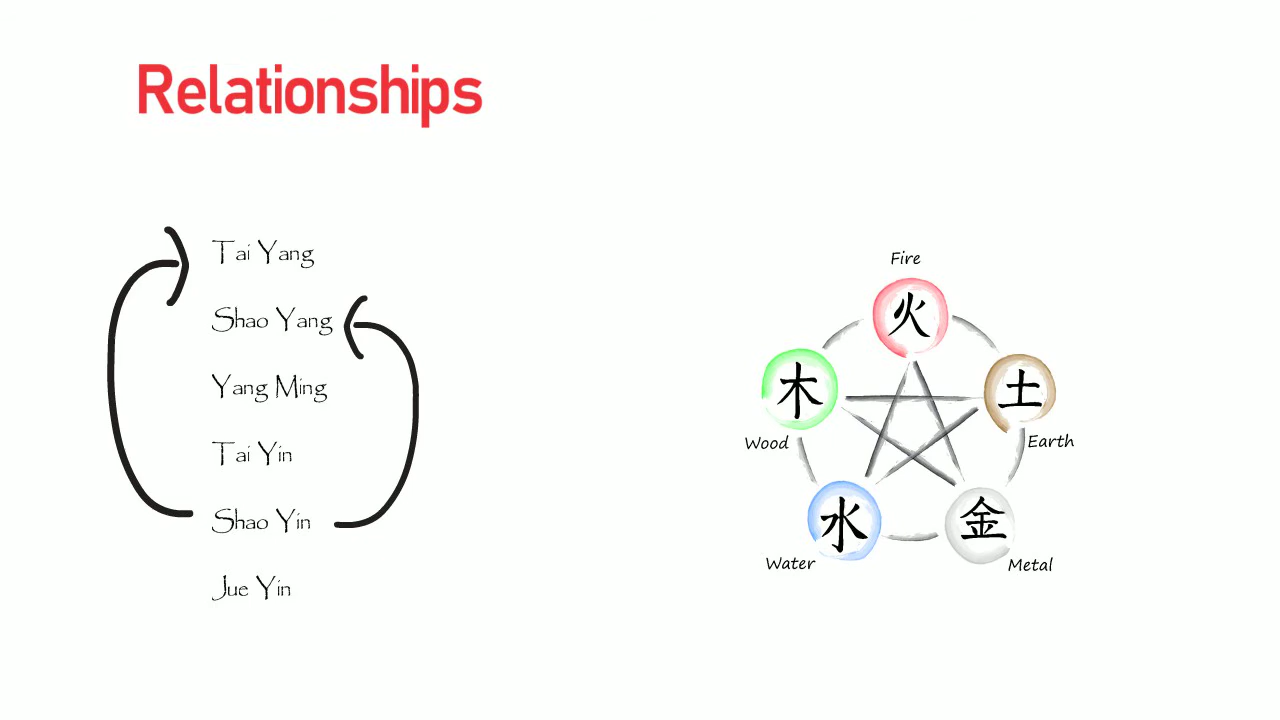 Relationships
Tai Yang
Shao Yang
Yang Ming
Tai Yin
Shao Yin
Jue Yin
Fire
火
木
土
Wood
Earth
水
金
Water
Metal